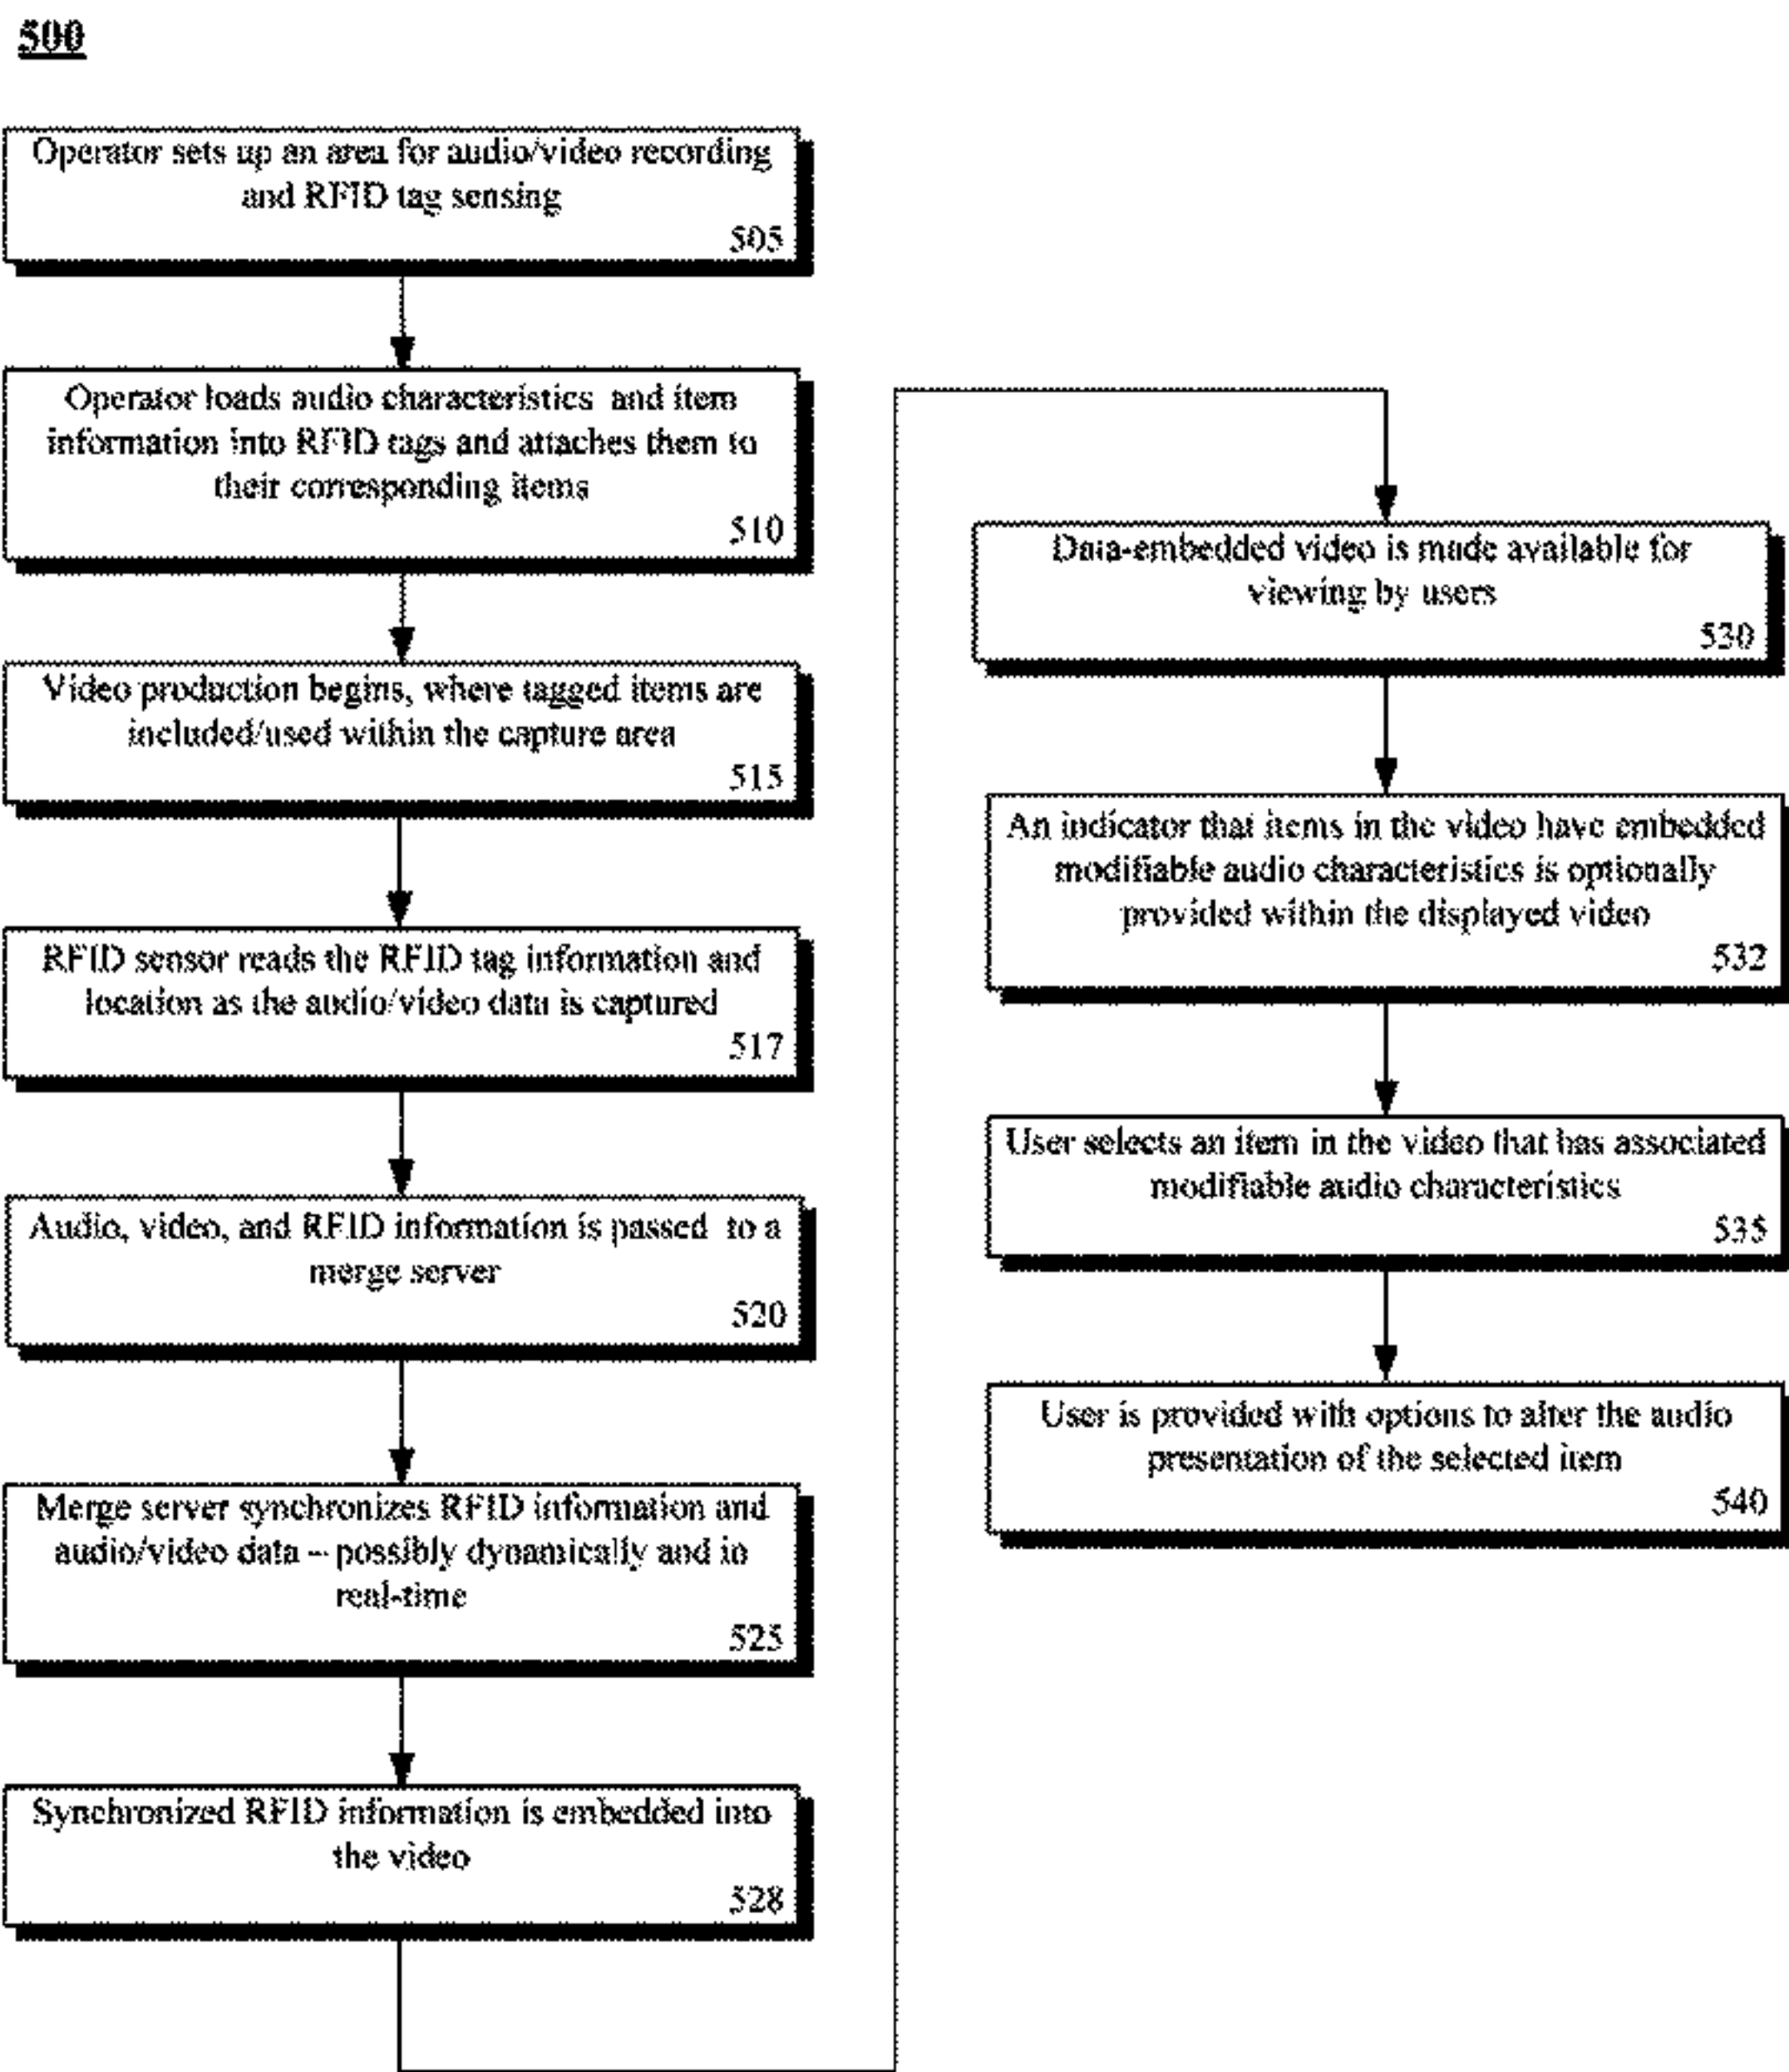 500
Operator sets up an area for audio/video recording
and RFID tag sensing
505
Operator loads audio characteristics and item
information into RFID tags and attaches them to
their corresponding items
510
Video production begins, where tagged items are
included/used within the capture area
515
RFID sensor reads the RFID tag information and
location as the audio/video data is captured
517
Audio, video, and RFID information is passed to a
merge server
520
Merge server synchronizes RFID information and
audio/video data – possibly dynamically and in
real-time
525
Synchronized RFID information is embedded into
the video
528
Data-embedded video is made available for
viewing by users
530
An indicator that items in the video have embedded
modifiable audio characteristics is optionally
provided within the displayed video
532
User selects an item in the video that has associated
modifiable audio characteristics
535
User is provided with options to alter the audio
presentation of the selected item
540